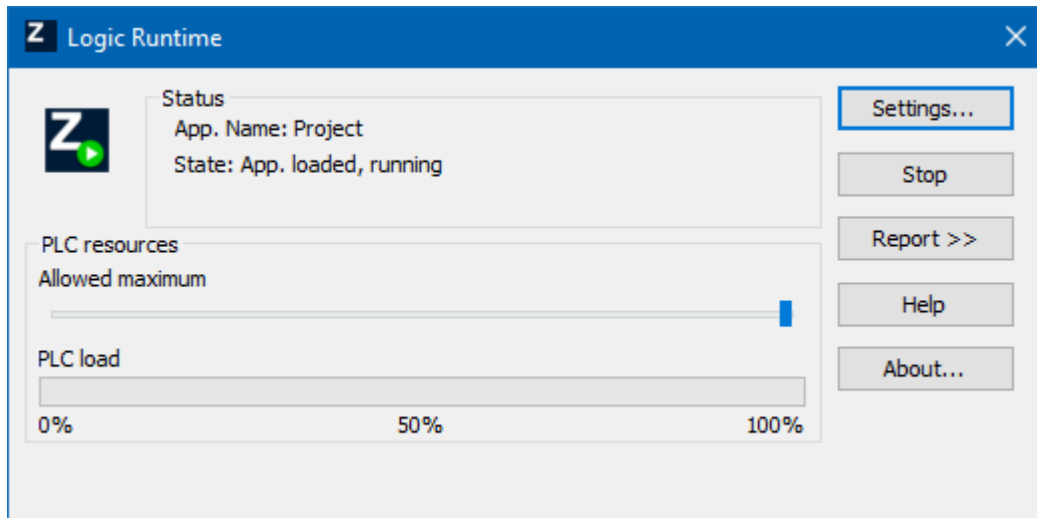 Z Logic Runtime
Status
App. Name: Project
State: App. loaded, running
Settings...
Stop
Report >>
Help
About...
PLC resources
Allowed maximum
PLC load
0% 50% 100%
Z